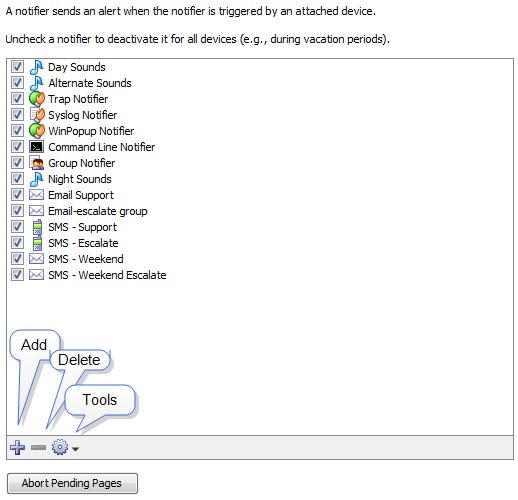 A notifier sends an alert when the notifier is triggered by an attached device.
Uncheck a notifier to deactivate it for all devices (e.g., during vacation periods).
Day Sounds
Alternate Sounds
Trap Notifier
Syslog Notifier
WinPopup Notifier
Command Line Notifier
Group Notifier
Night Sounds
Email Support
Email-escalate group
SMS - Support
SMS - Escalate
SMS - Weekend
SMS - Weekend Escalate
Add
Delete
Tools
Abort Pending Pages